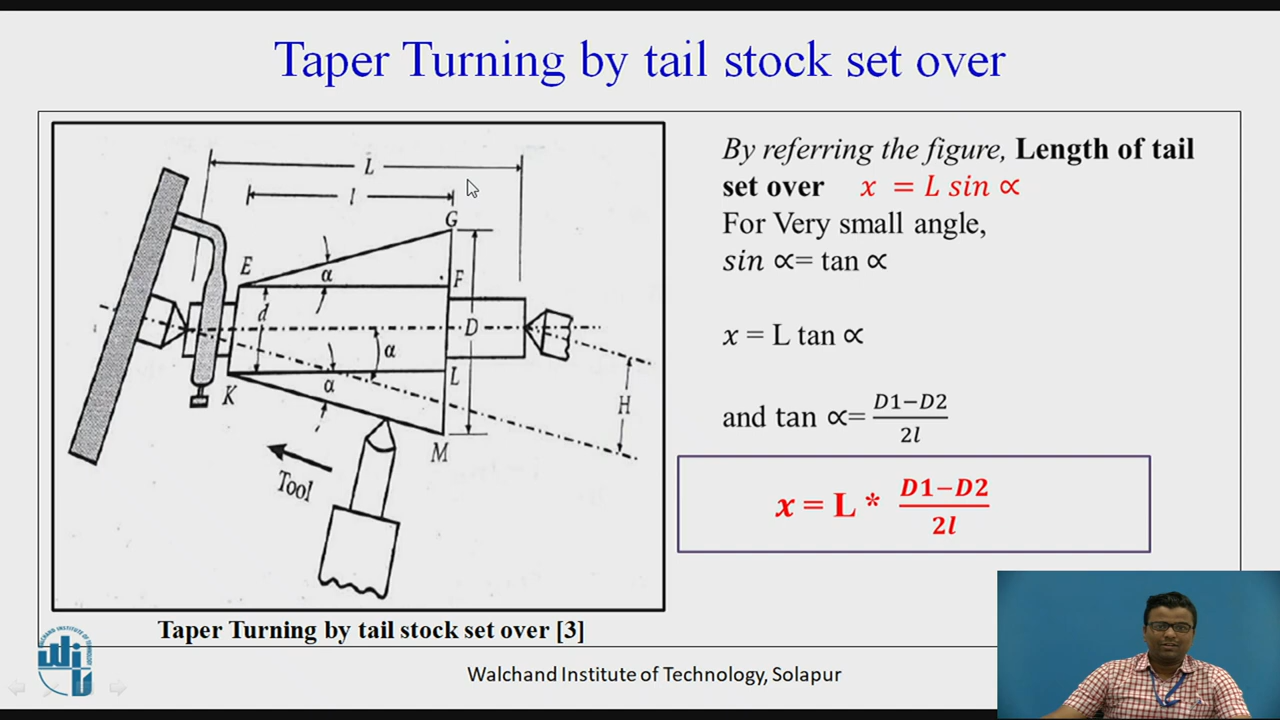 Taper Turning by tail stock set over
L
l
G
E
α
F
d
D
α
α
L
K
H
M
Tool
By referring the figure, Length of tail
set over x = L sin ∝
For Very small angle,
sin ∝= tan ∝
x = L tan ∝
and tan ∝= D1−D2
2l
x = L * D1−D2
2l
Taper Turning by tail stock set over [3]
Walchand Institute of Technology, Solapur